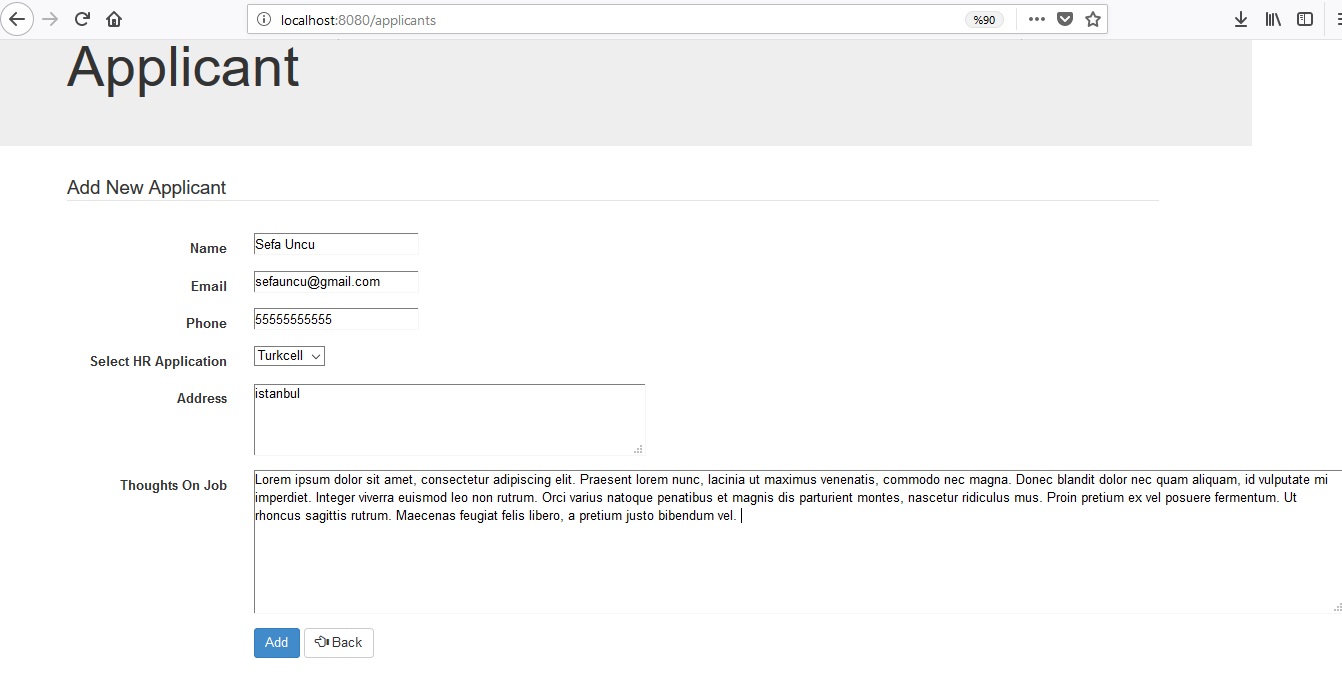 localhost:8080/applicants
%90
Applicant
Add New Applicant
Name
Sefa Uncu
Email
sefauncu@gmail.com
Phone
55555555555
Select HR Application
Turkcell
Address
istanbul
Thoughts On Job
Lorem ipsum dolor sit amet, consectetur adipiscing elit. Praesent lorem nunc, lacinia ut maximus venenatis, commodo nec magna. Donec blandit dolor nec quam aliquam, id vulputate mi
imperdiet. Integer viverra euismod leo non rutrum. Orci varius natoque penatibus et magnis dis parturient montes, nascetur ridiculus mus. Proin pretium ex vel posuere fermentum. Ut
rhoncus sagittis rutrum. Maecenas feugiat felis libero, a pretium justo bibendum vel.
Add
Back